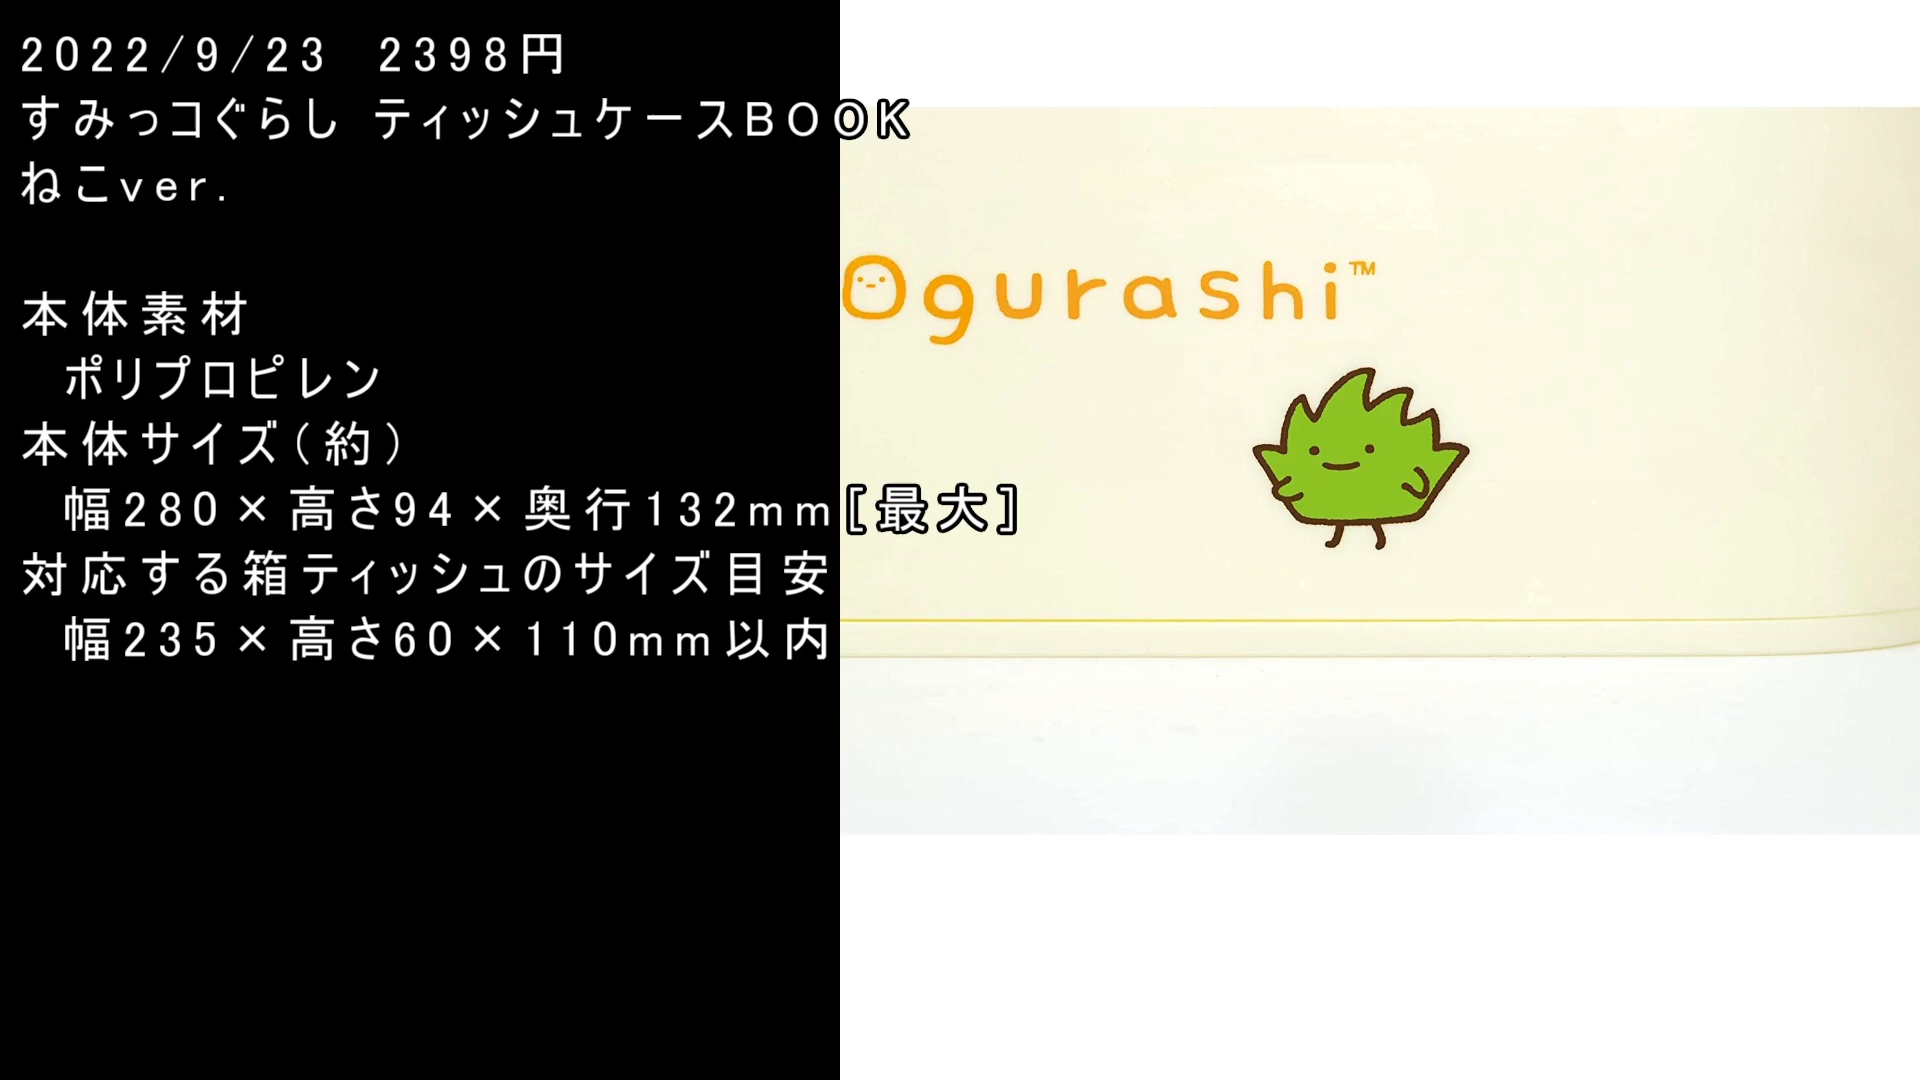 2022/9/23 2398円
すみっコぐらし ティッシュケースBOOK
ねこver.
本体素材
ポリプロピレン
本体サイズ(約)
幅280×高さ94×奥行132mm[最大]
対応する箱ティッシュのサイズ目安
幅235×高さ60×110mm以内
Ogurashi™